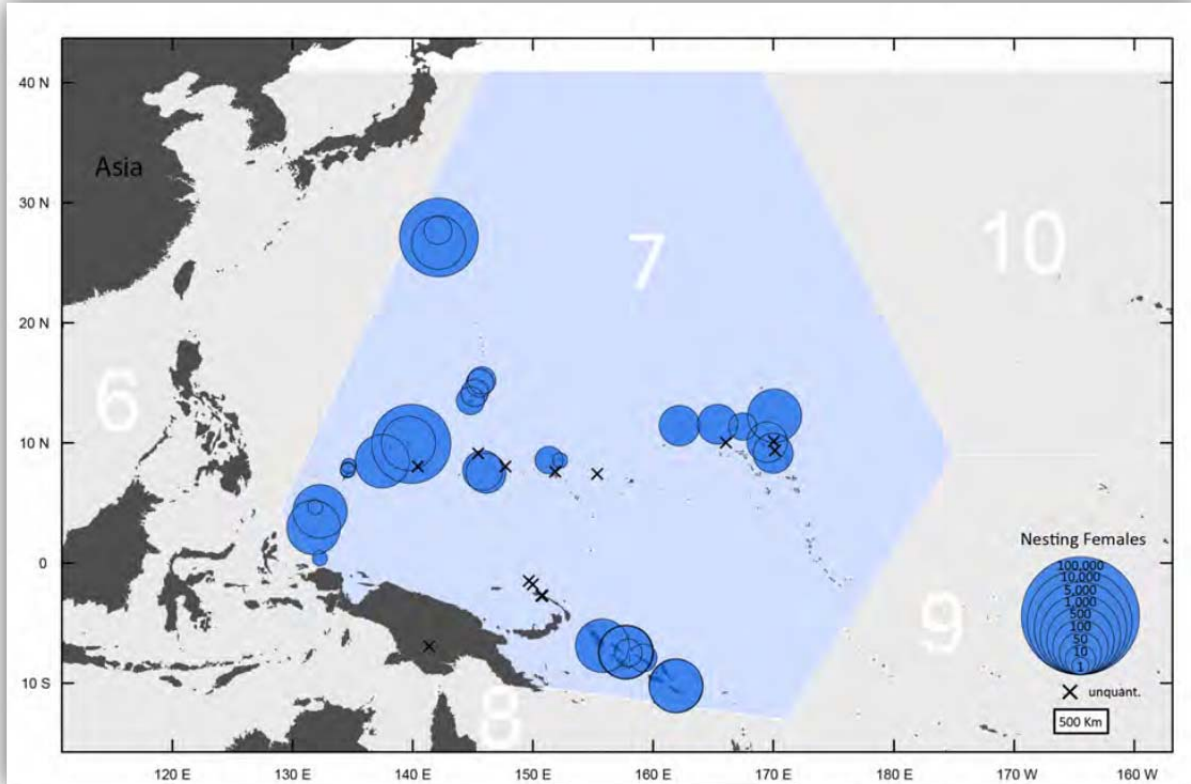 40 N
Asia
30 N
7
10
20 N
6
10 N
Nesting Females
0
100,000
10,000
5,000
1,000
500
100
50
10
1
9
unquant.
10 S
8
500 Km
120 E
130 E
140 E
150 E
160 E
170 E
180 E
170 W
160 W